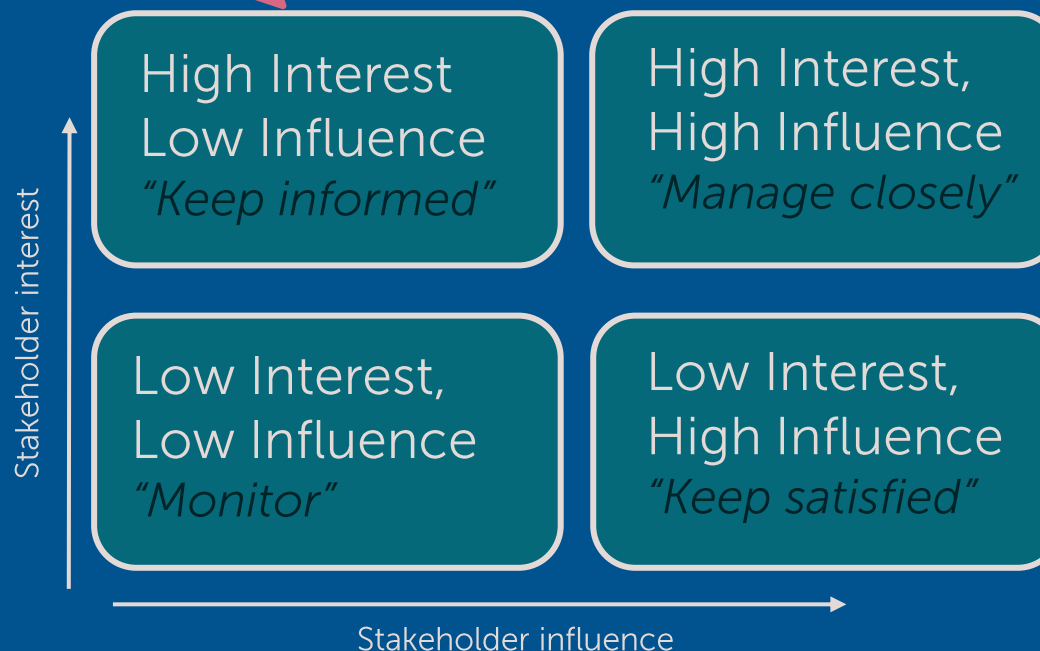 High Interest
Low Influence
“Keep informed”
High Interest,
High Influence
“Manage closely”
Stakeholder interest
Low Interest,
Low Influence
“Monitor”
Low Interest,
High Influence
“Keep satisfied”
Stakeholder influence